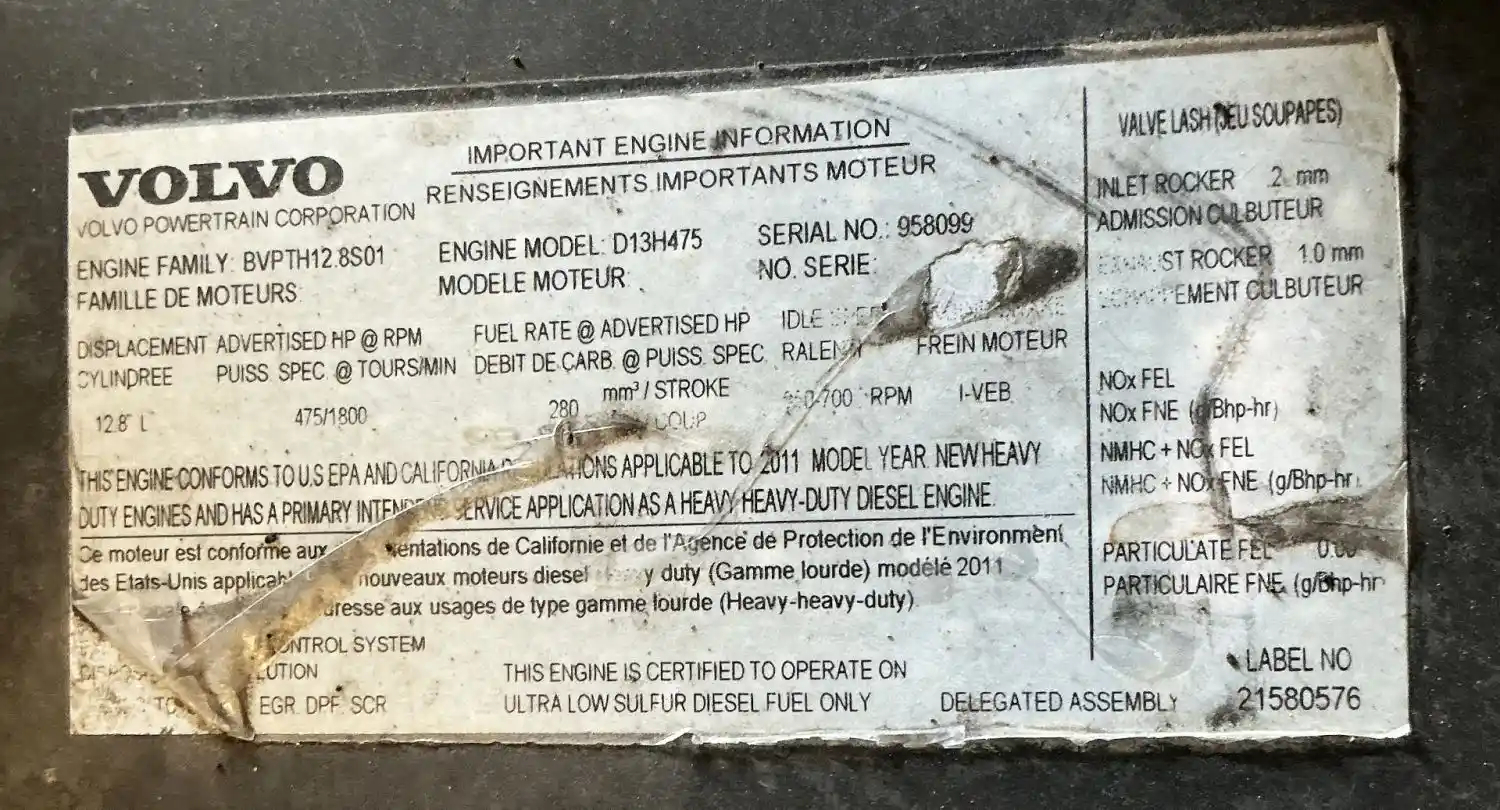 VOLVO
VOLVO POWERTRAIN CORPORATION
IMPORTANT ENGINE INFORMATION
RENSEIGNEMENTS IMPORTANTS MOTEUR
ENGINE FAMILY: BVPTH12.8S01
FAMILLE DE MOTEURS:
ENGINE MODEL: D13H475
MODELE MOTEUR:
SERIAL NO.: 958099
NO. SERIE:
DISPLACEMENT ADVERTISED HP @ RPM FUEL RATE @ ADVERTISED HP IDLE
CYLINDREE PUISS. SPEC. @ TOURS/MIN DEBIT DE CARB. @ PUISS. SPEC. FREIN MOTEUR
12.8 L 475/1800 280 mm³ / STROKE RPM I-VEB
THIS ENGINE CONFORMS TO U.S EPA AND CALIFORNIA APPLICABLE TO 2011 MODEL YEAR NEW HEAVY
DUTY ENGINES AND HAS A PRIMARY SERVICE APPLICATION AS A HEAVY HEAVY-DUTY DIESEL ENGINE.
Ce moteur est conforme aux de Californie et de l'Agence de Protection de l'Environment
des Etats-Unis nouveaux moteurs diesel duty (Gamme lourde) modélé 2011
aux usages de type gamme lourde (Heavy-heavy-duty)
CONTROL SYSTEM
EGR DPF SCR
THIS ENGINE IS CERTIFIED TO OPERATE ON
ULTRA LOW SULFUR DIESEL FUEL ONLY
DELEGATED ASSEMBLY
VALVE LASH (JEU SOUPAPES)
INLET ROCKER .2 mm
ADMISSION CULBUTEUR
ROCKER 1.0 mm
CULBUTEUR
NOx FEL
NOx FNE (g/Bhp-hr)
NMHC + NOx FEL
NMHC + NOx FNE (g/Bhp-hr)
PARTICULATE FEL
PARTICULAIRE FNE (g/Bhp-hr
LABEL NO
21580576